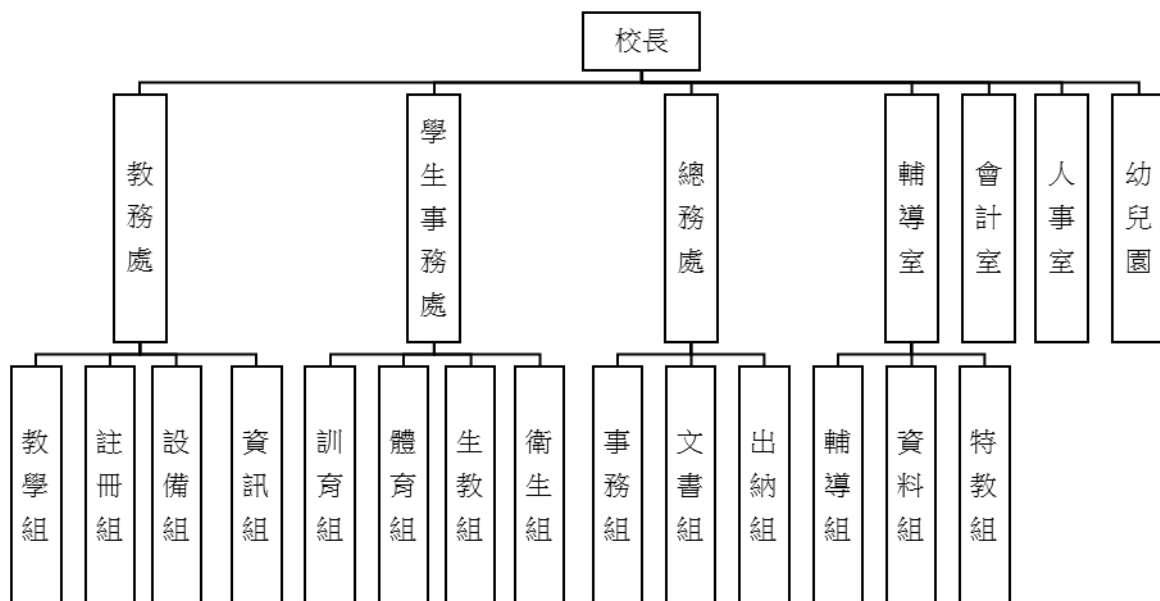 校長
教務處
學生事務處
總務處
輔導室
會計室
人事室
幼兒園
教學組
註冊組
設備組
資訊組
訓育組
體育組
生教組
衛生組
事務組
文書組
出納組
輔導組
資料組
特教組